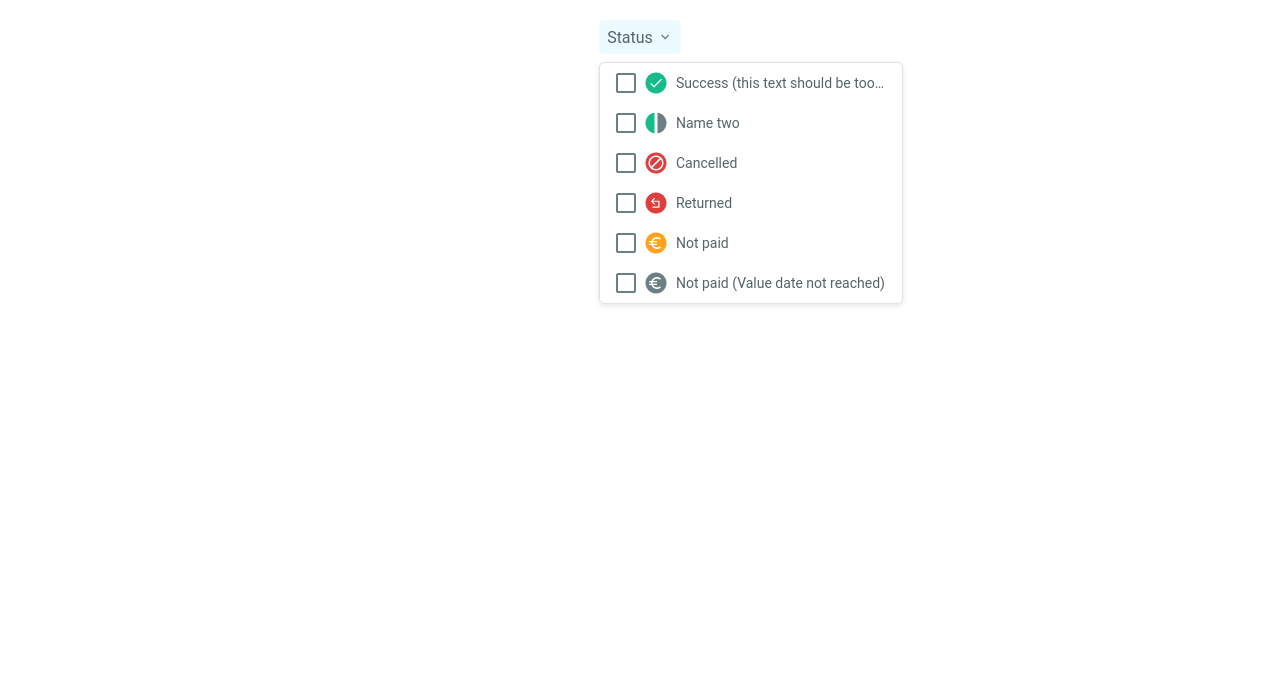 Status
Success (this text should be too…
Name two
Cancelled
Returned
Not paid
Not paid (Value date not reached)